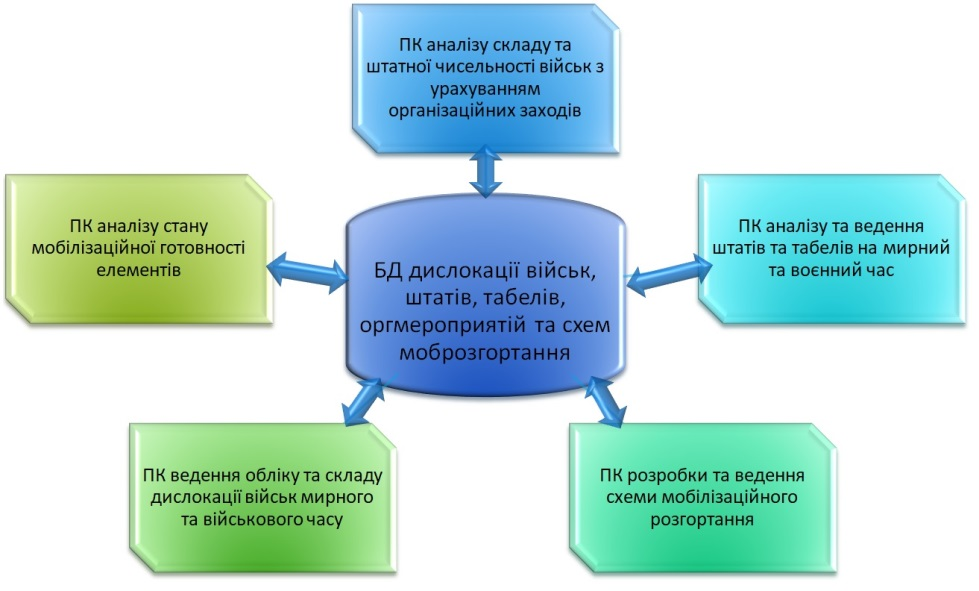 ПК аналізу складу та
штатної чисельності військ з
урахуванням
організаційних заходів
ПК аналізу стану
мобілізаційної готовності
елементів
ПК аналізу та ведення
штатів та табелів на мирний
та воєнний час
БД дислокації військ,
штатів, табелів,
оргмероприятій та схем
моброзгортання
ПК ведення обліку та складу
дислокації військ мирного
та військового часу
ПК розробки та ведення
схеми мобілізаційного
розгортання